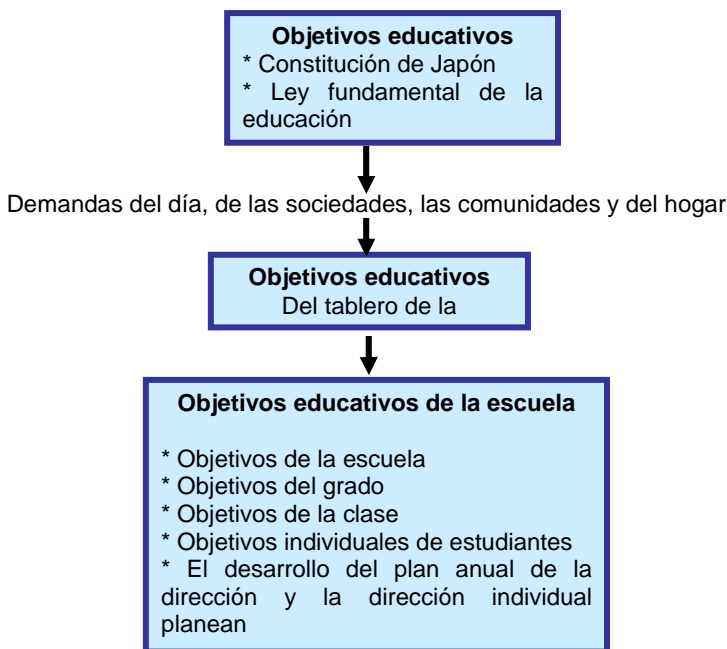 Objetivos educativos
* Constitución de Japón
* Ley fundamental de la
educación
Demandas del día, de las sociedades, las comunidades y del hogar
Objetivos educativos
Del tablero de la
Objetivos educativos de la escuela
* Objetivos de la escuela
* Objetivos del grado
* Objetivos de la clase
* Objetivos individuales de estudiantes
* El desarrollo del plan anual de la
dirección y la dirección individual
planean